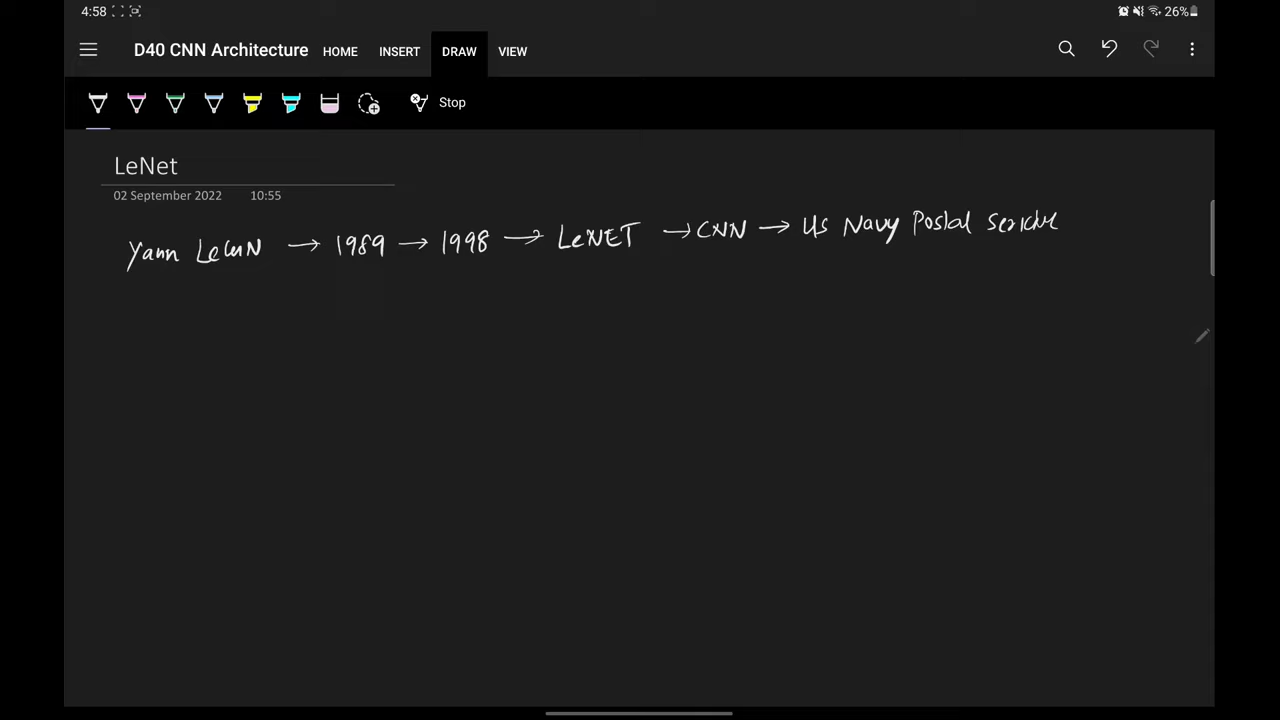 4:58 26%
D40 CNN Architecture HOME INSERT DRAW VIEW
Stop
LeNet
02 September 2022 10:55
Yann LeCuN → 1989 → 1998 → LeNET → CNN → US Navy Postal